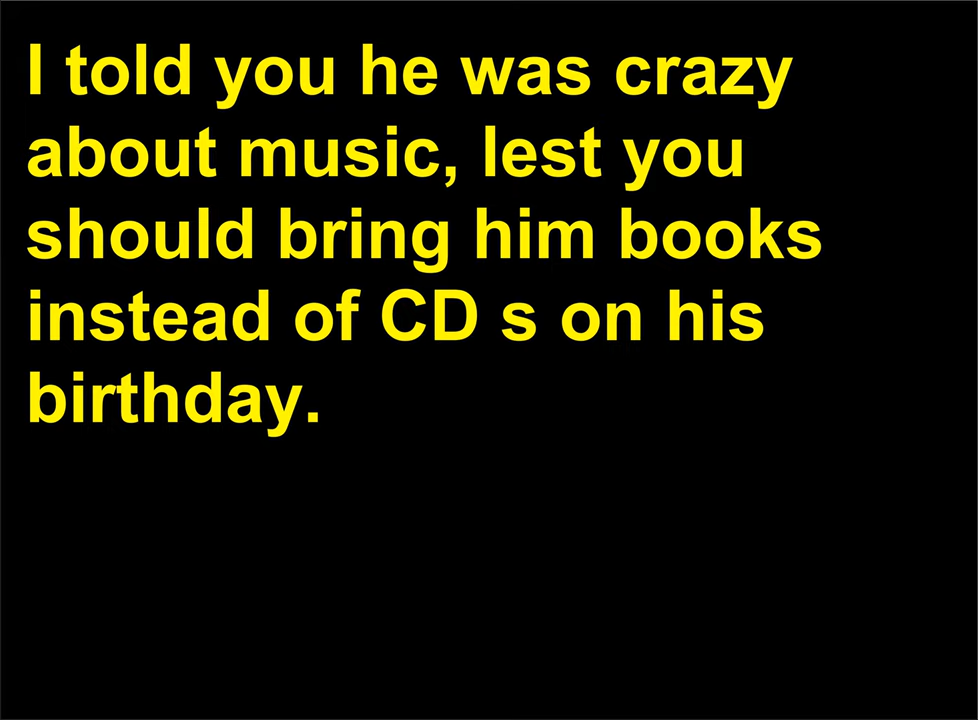 I told you he was crazy
about music, lest you
should bring him books
instead of CD s on his
birthday.